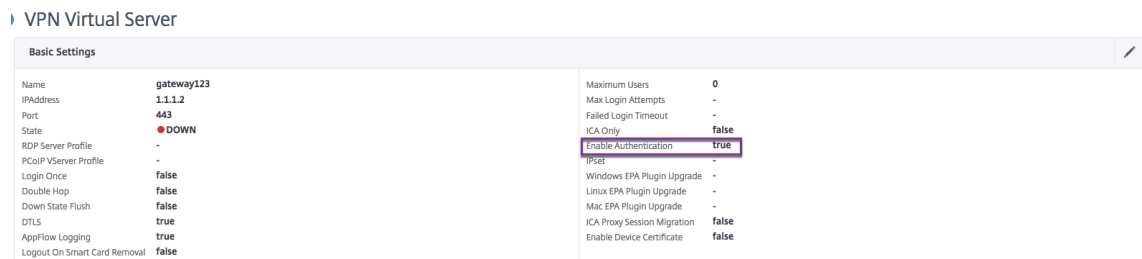 VPN Virtual Server
Basic Settings
Name gateway123
IPAddress 1.1.1.2
Port 443
State DOWN
RDP Server Profile -
PCoIP VServer Profile -
Login Once false
Double Hop false
Down State Flush false
DTLS true
AppFlow Logging true
Logout On Smart Card Removal false
Maximum Users 0
Max Login Attempts -
Failed Login Timeout -
ICA Only false
Enable Authentication true
IPset -
Windows EPA Plugin Upgrade -
Linux EPA Plugin Upgrade -
Mac EPA Plugin Upgrade -
ICA Proxy Session Migration false
Enable Device Certificate false